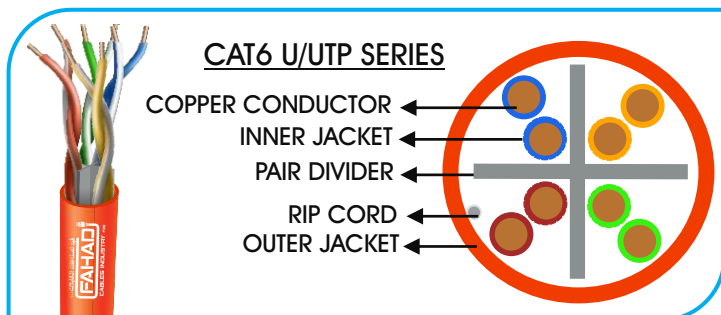 CAT6 U/UTP SERIES
COPPER CONDUCTOR
INNER JACKET
PAIR DIVIDER
RIP CORD
OUTER JACKET
FAHAD
CABLES INDUSTRY